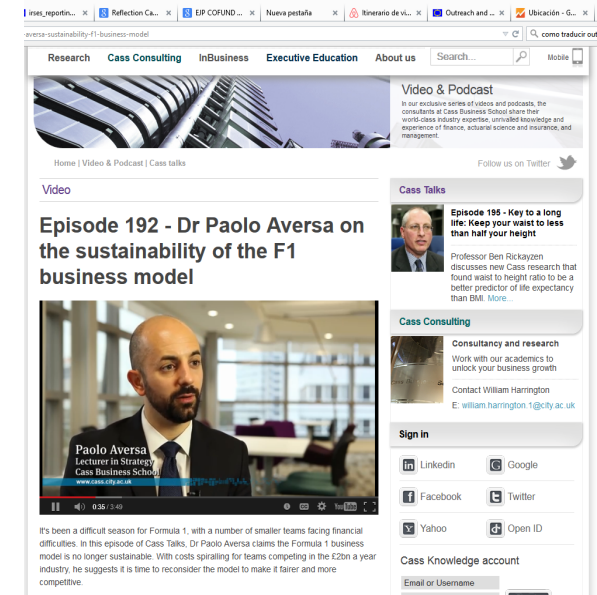 irses_reportin...
Reflection Ca...
EJP COFUND ...
Nueva pestaña
Itinerario de vi...
Outreach and ...
Ubicación - G...
-aversa-sustainability-f1-business-model
como traducir out
Research
Cass Consulting
InBusiness
Executive Education
About us
Search...
Mobile
Video & Podcast
In our exclusive series of videos and podcasts, the
consultants at Cass Business School share their
world-class industry expertise, unrivalled knowledge and
experience of finance, actuarial science and insurance, and
management.
Home | Video & Podcast | Cass talks
Follow us on Twitter
Video
Episode 192 - Dr Paolo Aversa on
the sustainability of the F1
business model
Paolo Aversa
Lecturer in Strategy
Cass Business School
www.cass.city.ac.uk
0:35 / 3:49
YouTube
It's been a difficult season for Formula 1, with a number of smaller teams facing financial
difficulties. In this episode of Cass Talks, Dr Paolo Aversa claims the Formula 1 business
model is no longer sustainable. With costs spiralling for teams competing in the £2bn a year
industry, he suggests it is time to reconsider the model to make it fairer and more
competitive.
Cass Talks
Episode 195 - Key to a long
life: Keep your waist to less
than half your height
Professor Ben Rickayzen
discusses new Cass research that
found waist to height ratio to be a
better predictor of life expectancy
than BMI. More...
Cass Consulting
Consultancy and research
Work with our academics to
unlock your business growth
Contact William Harrington
E: william.harrington.1@city.ac.uk
Sign in
Linkedin
Google
Facebook
Twitter
Yahoo
Open ID
Cass Knowledge account
Email or Username